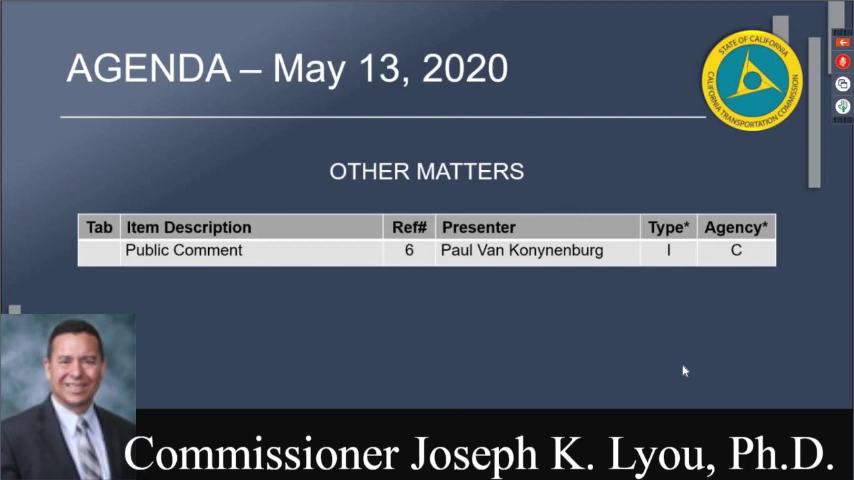 AGENDA – May 13, 2020
STATE OF CALIFORNIA
CALIFORNIA TRANSPORTATION COMMISSION
OTHER MATTERS
Tab Item Description Ref# Presenter Type* Agency*
Public Comment 6 Paul Van Konynenburg I C
Commissioner Joseph K. Lyou, Ph.D.